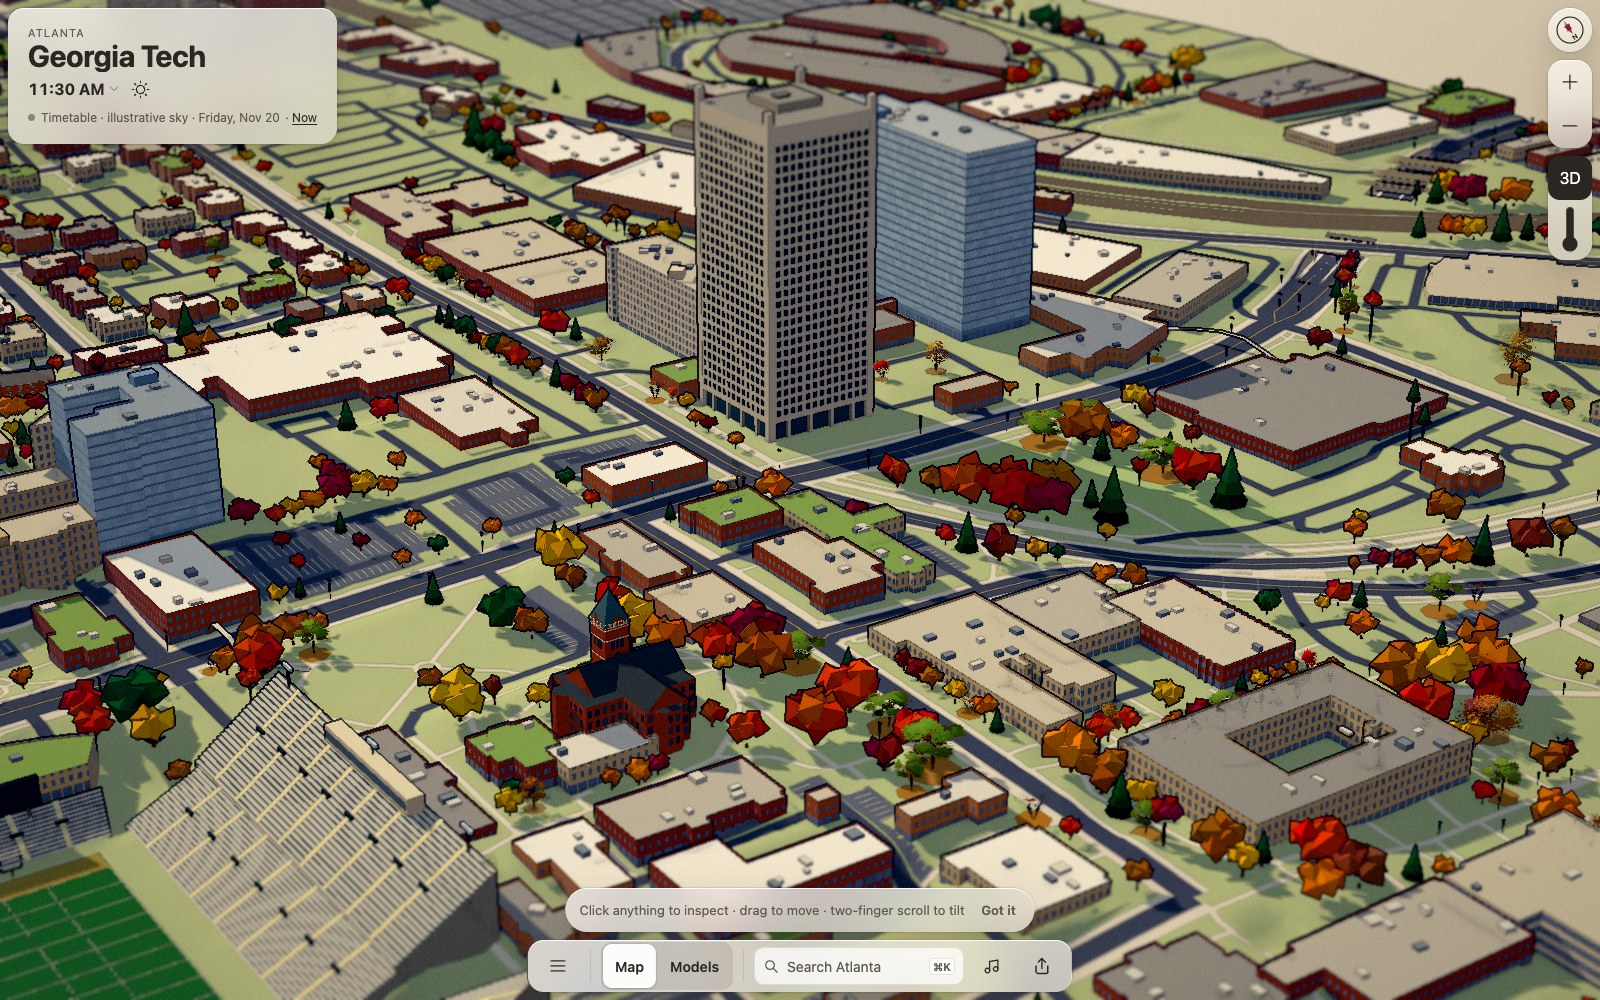 ATLANTA
Georgia Tech
11:30 AM
Timetable · illustrative sky · Friday, Nov 20 · Now
3D
Click anything to inspect · drag to move · two-finger scroll to tilt Got it
Map Models Search Atlanta ⌘K